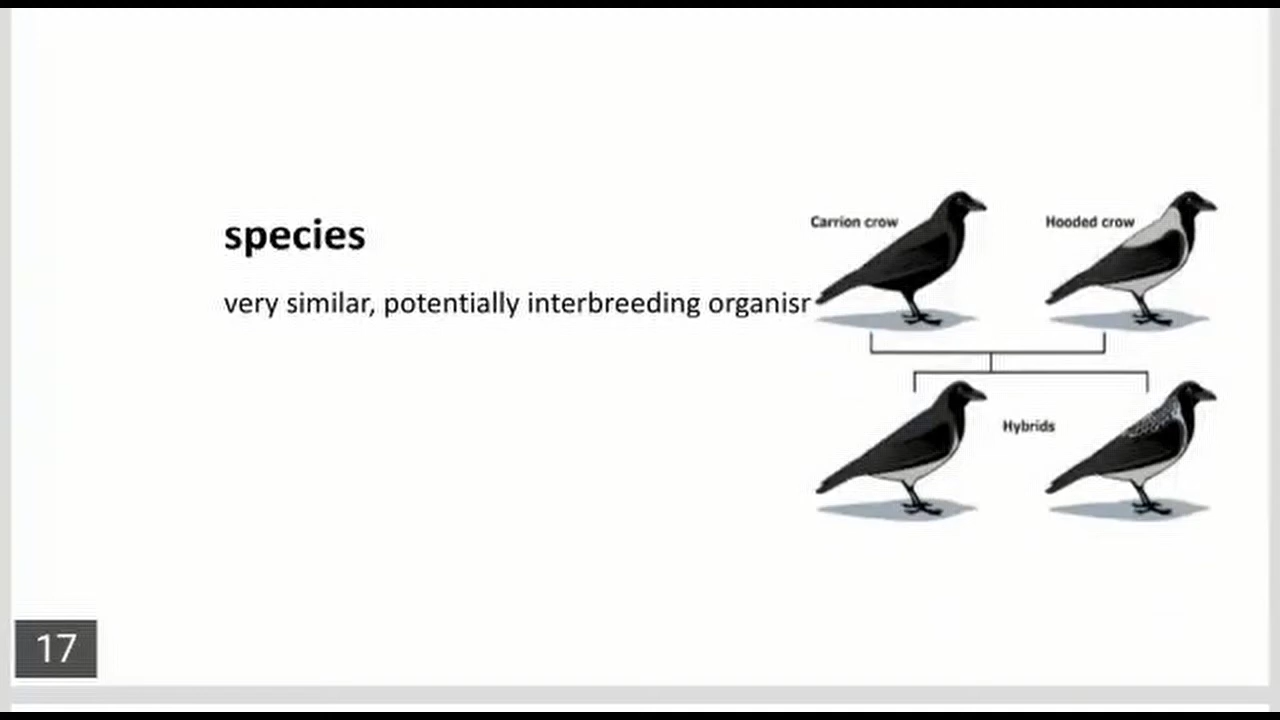 species
very similar, potentially interbreeding organisr
Carrion crow
Hooded crow
Hybrids
17